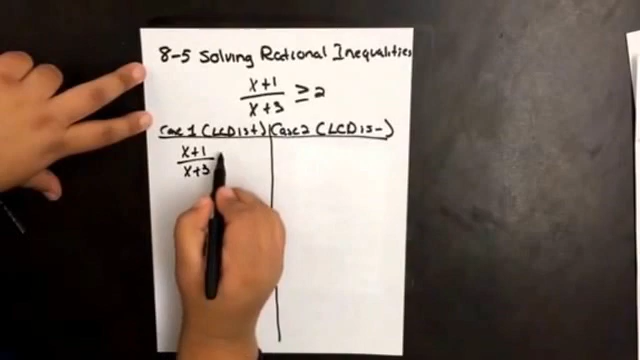 8-5 Solving Rational Inequalities
x+1
x+3 ≥ 2
Case 1 (LCD is +) Case 2 (LCD is -)
x+1
x+3